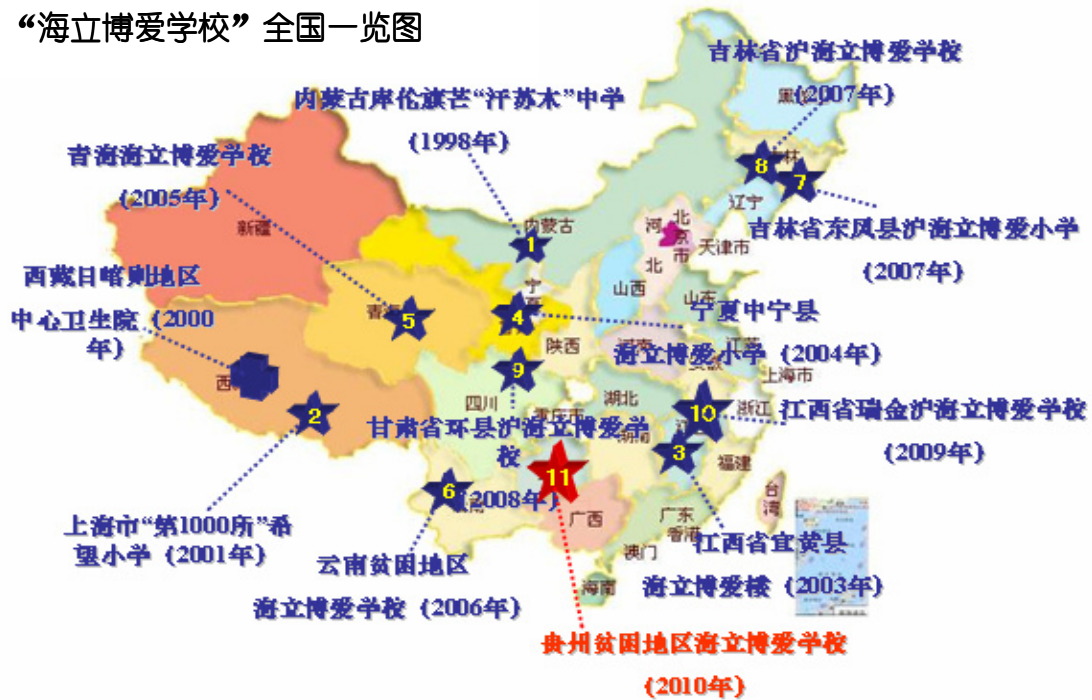 “海立博爱学校”全国一览图
吉林省沪海立博爱学校
(2007年)
内蒙古库伦旗芒“汗苏木”中学
(1998年)
青海海立博爱学校
(2005年)
新疆
内蒙古
辽宁
河
北
北
京
市
天津市
吉林省东风县沪海立博爱小学
(2007年)
西藏日喀则地区
中心卫生院 (2000
年)
宁
山西
山东
宁夏中宁县
海立博爱小学 (2004年)
陕西
上海市
8
7
1
5
4
9
四川
重庆市
湖北
浙江
甘肃省环县沪海立博爱学
校
(2008年)
江西省瑞金沪海立博爱学校
(2009年)
2
10
3
11
6
福建
台
湾
广西
广东
香港
澳门
海南
上海市“第1000所”希
望小学 (2001年)
云南贫困地区
海立博爱学校 (2006年)
江西省宜黄县
海立博爱楼 (2003年)
贵州贫困地区海立博爱学校
(2010年)